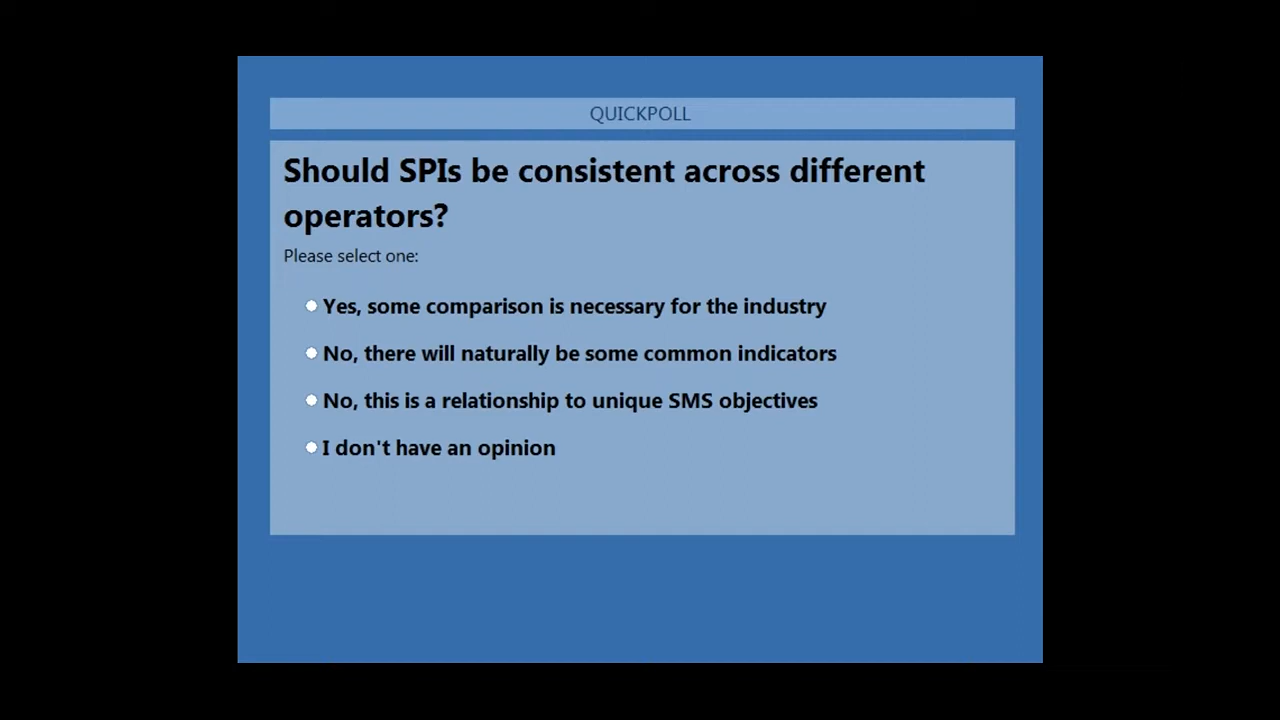 QUICKPOLL
Should SPIs be consistent across different
operators?
Please select one:
Yes, some comparison is necessary for the industry
No, there will naturally be some common indicators
No, this is a relationship to unique SMS objectives
I don't have an opinion